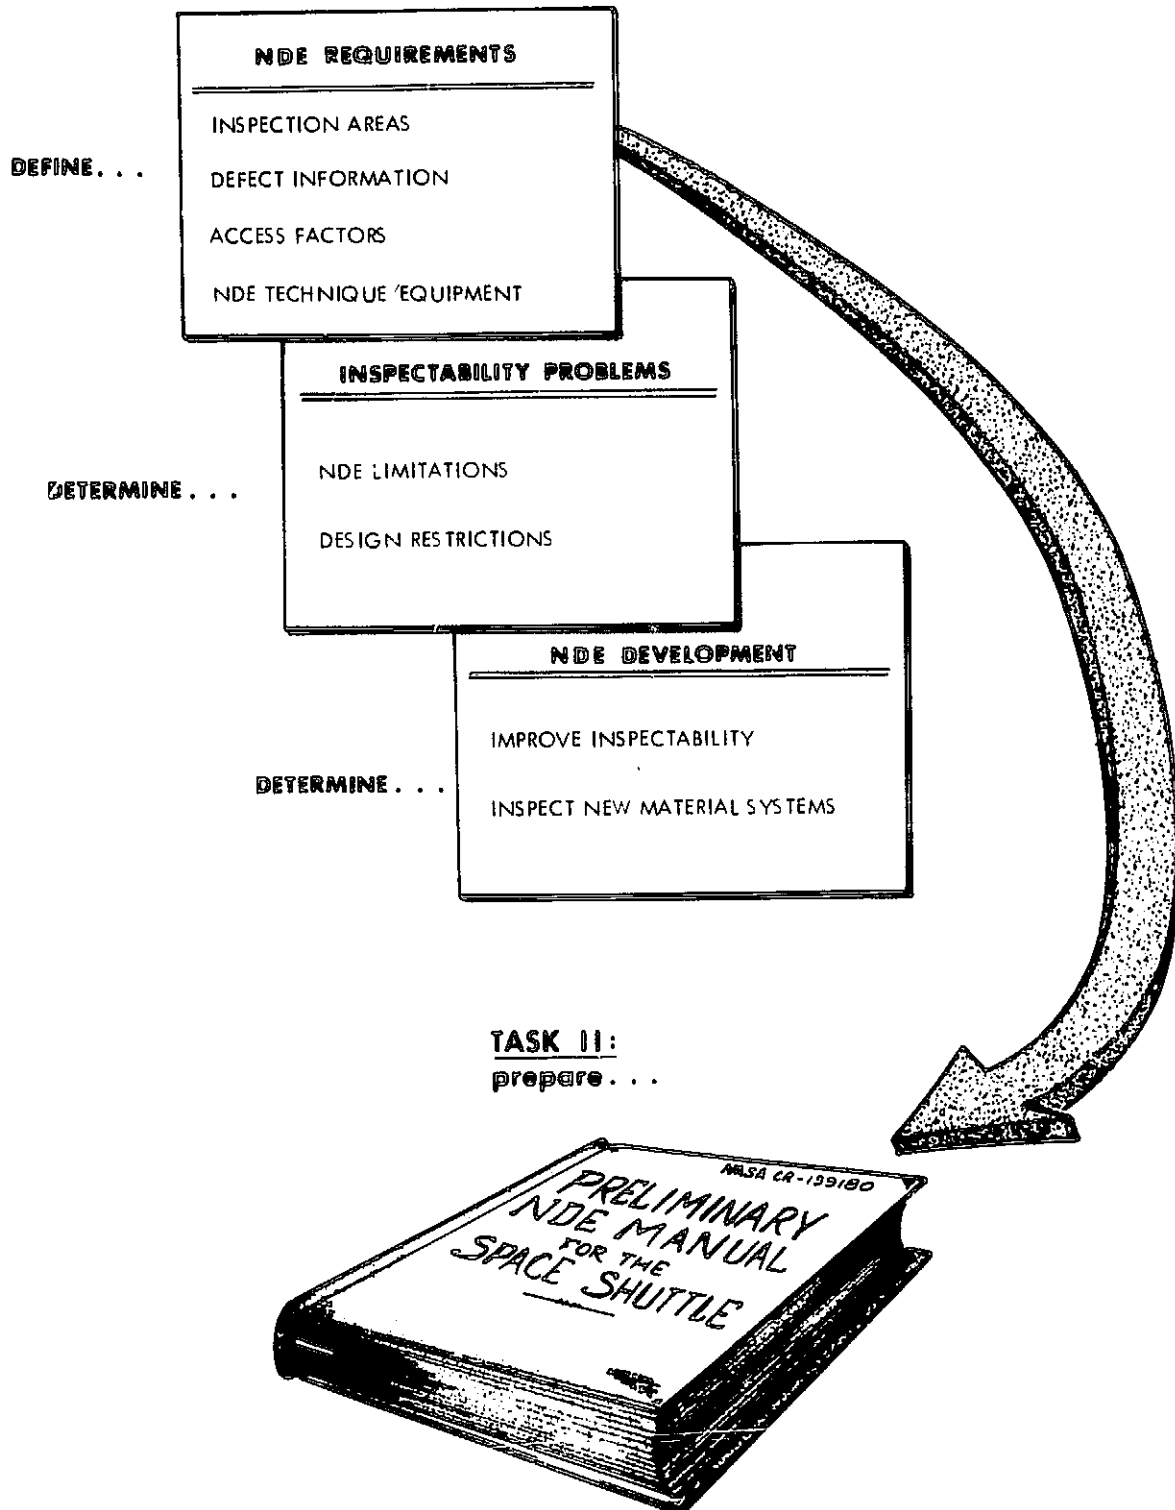 NDE REQUIREMENTS
INSPECTION AREAS
DEFINE...
DEFECT INFORMATION
ACCESS FACTORS
NDE TECHNIQUE/EQUIPMENT
INSPECTABILITY PROBLEMS
NDE LIMITATIONS
DETERMINE...
DESIGN RESTRICTIONS
NDE DEVELOPMENT
IMPROVE INSPECTABILITY
DETERMINE...
INSPECT NEW MATERIAL SYSTEMS
TASK II:
prepare...
NASA CR-199180
PRELIMINARY
NDE MANUAL
FOR THE
SPACE SHUTTLE